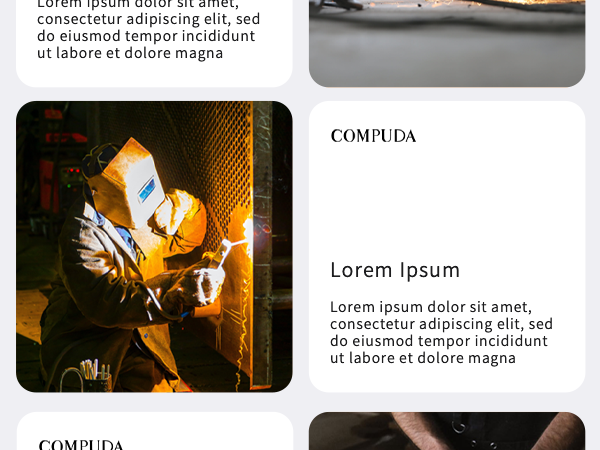 Lorem ipsum dolor sit amet,
consectetur adipiscing elit, sed
do eiusmod tempor incididunt
ut labore et dolore magna
COMPUDA
Lorem Ipsum
Lorem ipsum dolor sit amet,
consectetur adipiscing elit, sed
do eiusmod tempor incididunt
ut labore et dolore magna
COMPUDA